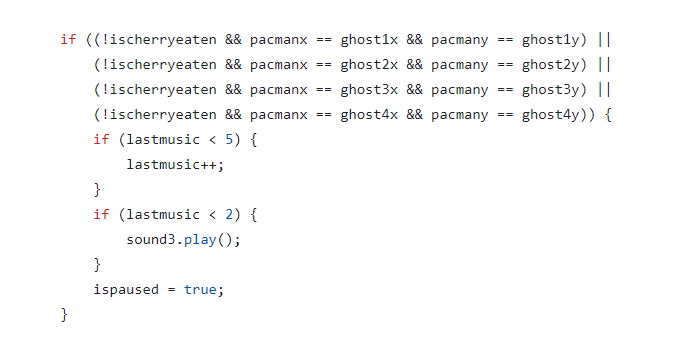 if ((!ischerryeaten && pacmanx == ghost1x && pacmany == ghost1y) ||
    (!ischerryeaten && pacmanx == ghost2x && pacmany == ghost2y) ||
    (!ischerryeaten && pacmanx == ghost3x && pacmany == ghost3y) ||
    (!ischerryeaten && pacmanx == ghost4x && pacmany == ghost4y)) {
    if (lastmusic < 5) {
        lastmusic++;
    }
    if (lastmusic < 2) {
        sound3.play();
    }
    ispaused = true;
}